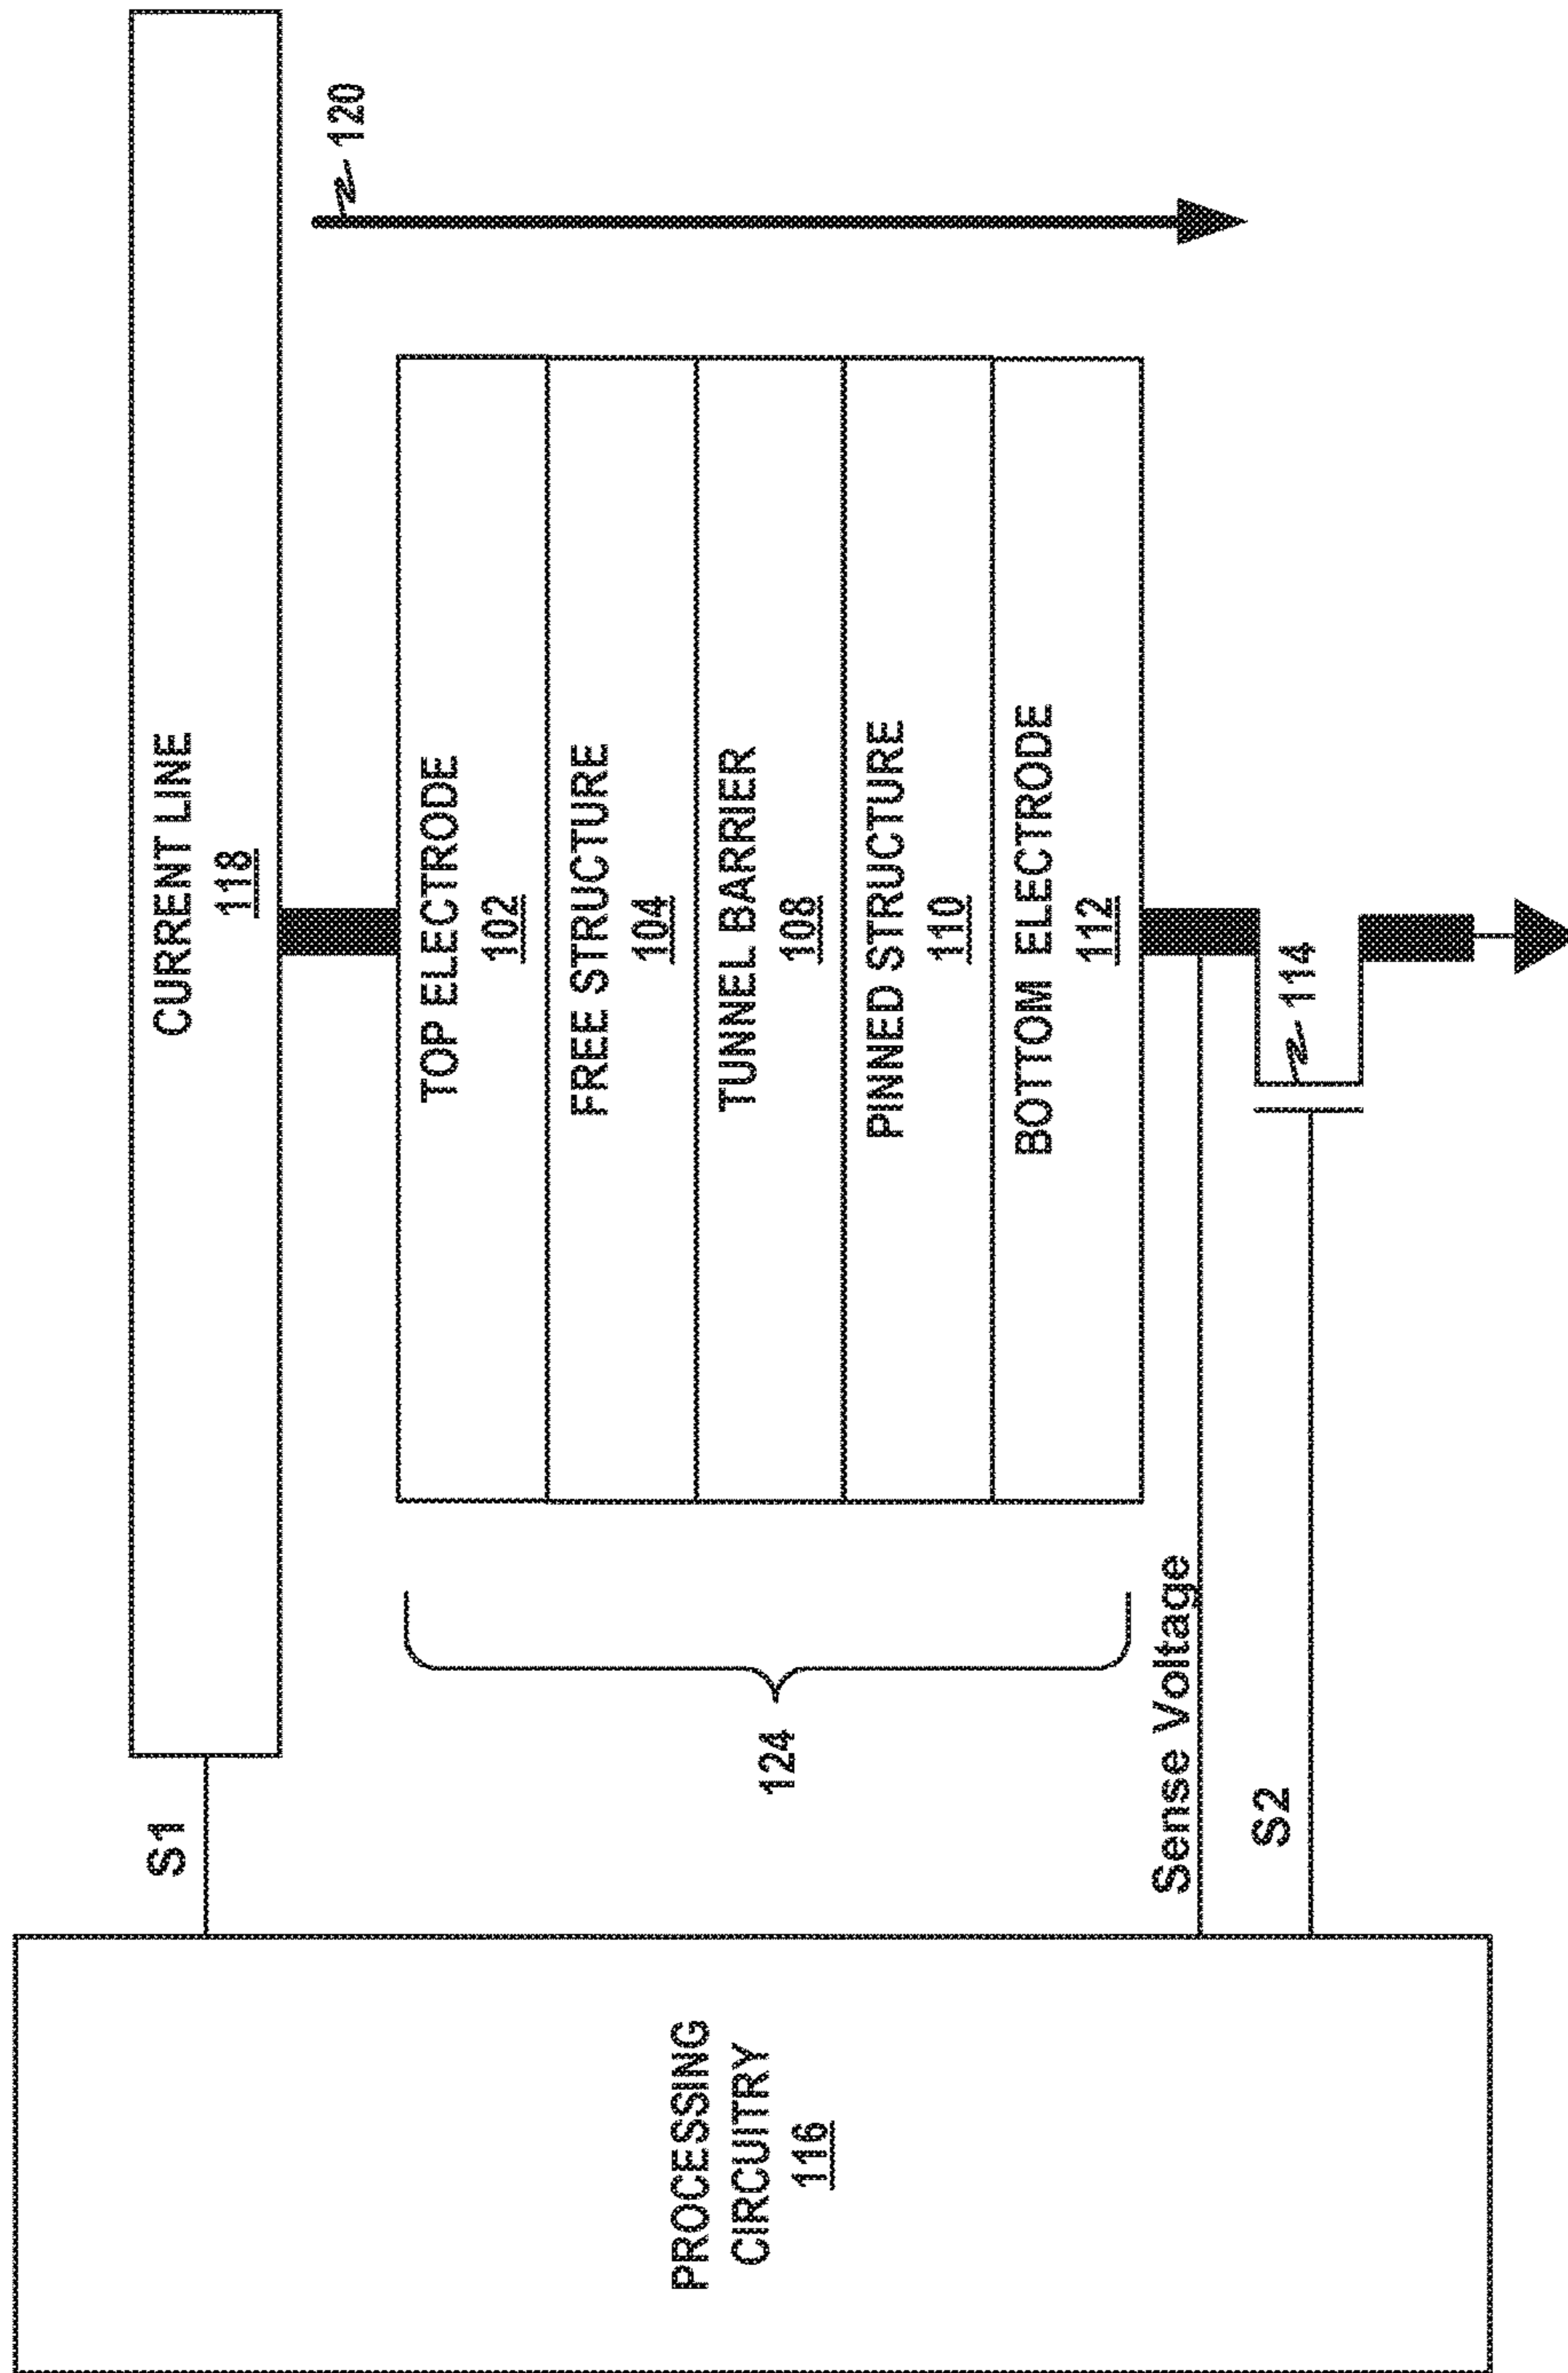 CURRENT LINE
118
120
S1
TOP ELECTRODE
102
FREE STRUCTURE
104
TUNNEL BARRIER
108
PINNED STRUCTURE
110
BOTTOM ELECTRODE
112
124
PROCESSING
CIRCUITRY
116
Sense Voltage
S2
114